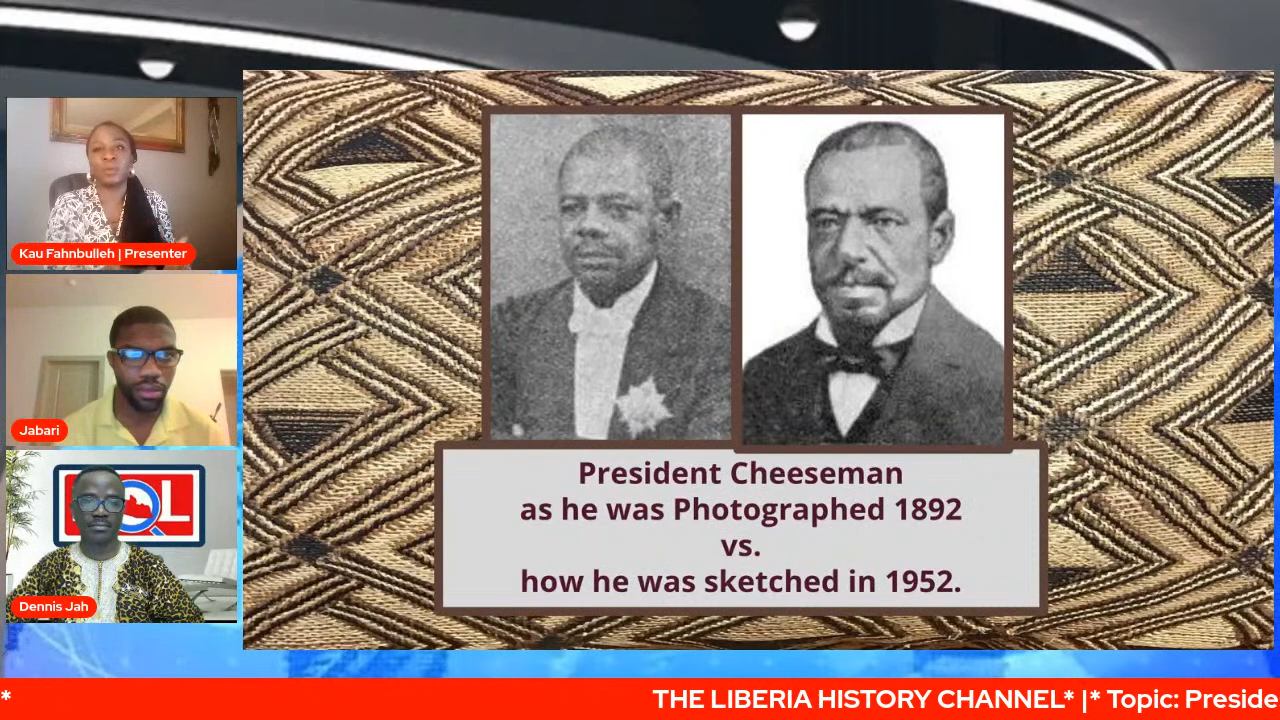 Kau Fahnbulleh | Presenter
Jabari
Dennis Jah
President Cheeseman
as he was Photographed 1892
vs.
how he was sketched in 1952.
* THE LIBERIA HISTORY CHANNEL* |* Topic: Preside